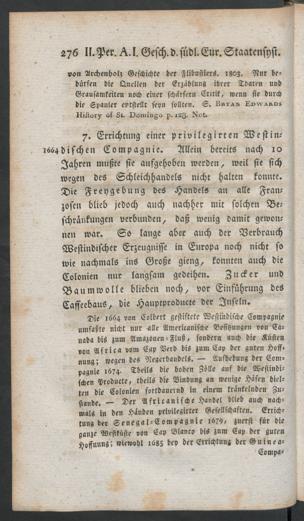 276 II. Per. A. I. Gesch. d. südl. Eur. Staatensyst.
von Archenholz Geschichte der Flibustiers. 1803. Nur be-
dürfen die Quellen der Erzählung ihrer Thaten und
Grausamkeiten noch einer schärfern Critik, wenn sie durch
die Spanier entstellt seyn sollten. S. BRYAN EDWARDS
History of St. Domingo p. 123. Not.
7. Errichtung einer privilegirten Westin-
1664 dischen Compagnie. Allein bereits nach 10
Jahren mußte sie aufgehoben werden, weil sie sich
wegen des Schleichhandels nicht halten konnte.
Die Freygebung des Handels an alle Fran-
zosen blieb jedoch auch nachher mit solchen Be-
schränkungen verbunden, daß wenig damit gewon-
nen war. So lange aber auch der Verbrauch
Westindischer Erzeugnisse in Europa noch nicht so
wie nachmals ins Große gieng, konnten auch die
Colonien nur langsam gedeihen. Zucker und
Baumwolle blieben noch, vor Einführung des
Caffeebaus, die Hauptproducte der Inseln.
Die 1664 von Colbert gestiftete Westindische Compagnie
umfaßte nicht nur alle Americanische Besitzungen von Ca-
nada bis zum Amazonen-Fluß, sondern auch die Küsten
von Africa vom Cap Verd bis zum Cap der guten Hoff-
nung; wegen des Negerhandels. — Aufhebung der Com-
pagnie 1674. Theils die hohen Zölle auf die Westindi-
schen Producte, theils die Bindung an wenige Häfen hiel-
ten die Colonien fortdauernd in einem kränkelnden Zu-
stande. — Der Africanische Handel blieb auch nach-
mals in den Händen privilegirter Gesellschaften. Errich-
tung der Senegal-Compagnie 1679, zuerst für die
ganze Westküste von Cap Blanco bis zum Cap der guten
Hoffnung; wiewohl 1685 bey der Errichtung der Guinea-
Compa-